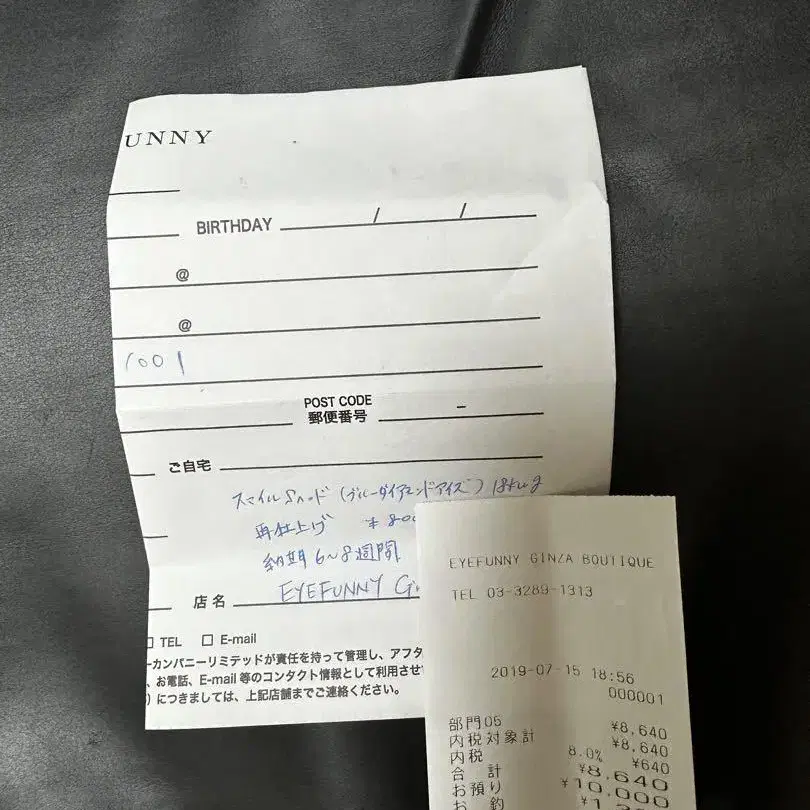 UNNY
BIRTHDAY / /
@
@
1001
POST CODE
郵便番号 –
ご自宅
スマイルSヘッド (ブルーダイアモンドアイズ) 18kwg
再仕上げ ¥800
納期6〜8週間
店名 EYEFUNNY G
TEL □ E-mail
ーカンパニーリミテッドが責任を持って管理し、アフタ
、お電話、E-mail 等のコンタクト情報として利用させ
) につきましては、上記店舗までご連絡ください。
EYEFUNNY GINZA BOUTIQUE
TEL 03-3289-1313
2019-07-15 18:56
000001
部門05 ¥8,640
内税対象計 ¥8,640
内税 8.0% ¥640
合 計 ¥8,640
お預り ¥10,000
お 釣 ¥1